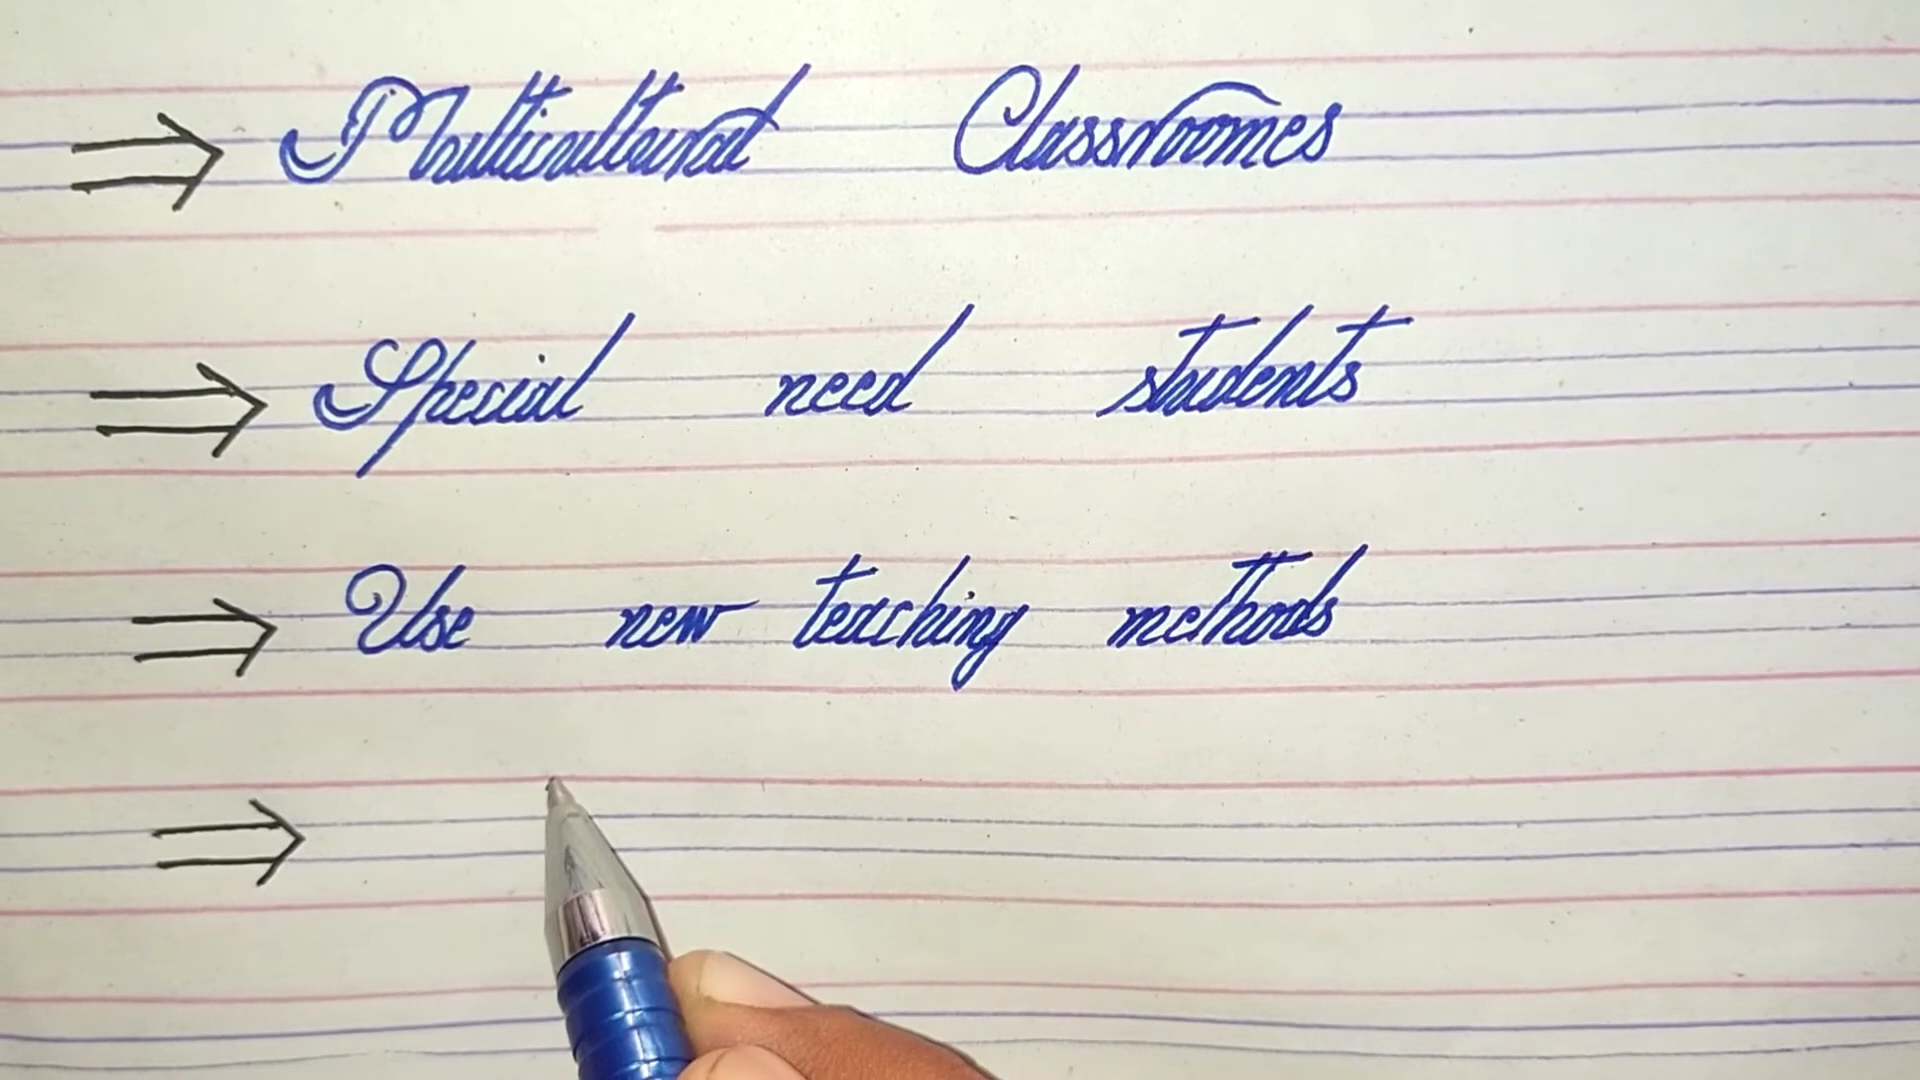 ⇒ Multicultural Classroomes
⇒ Special need students
⇒ Use new teaching methods
⇒